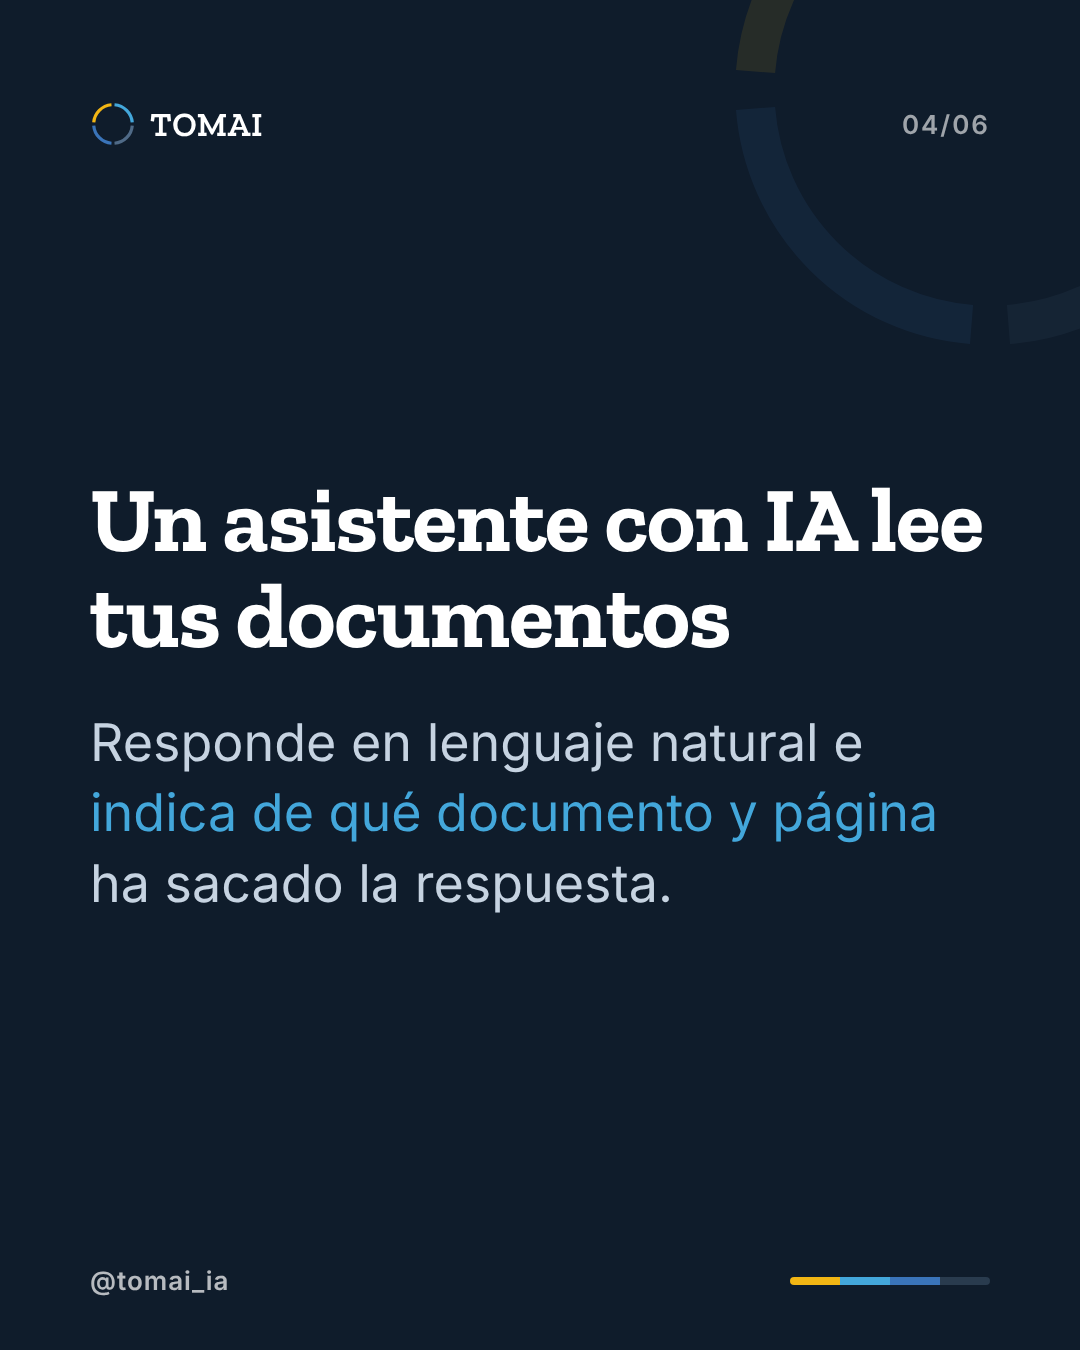 TOMAI
04/06
Un asistente con IA lee
tus documentos
Responde en lenguaje natural e
indica de qué documento y página
ha sacado la respuesta.
@tomai_ia